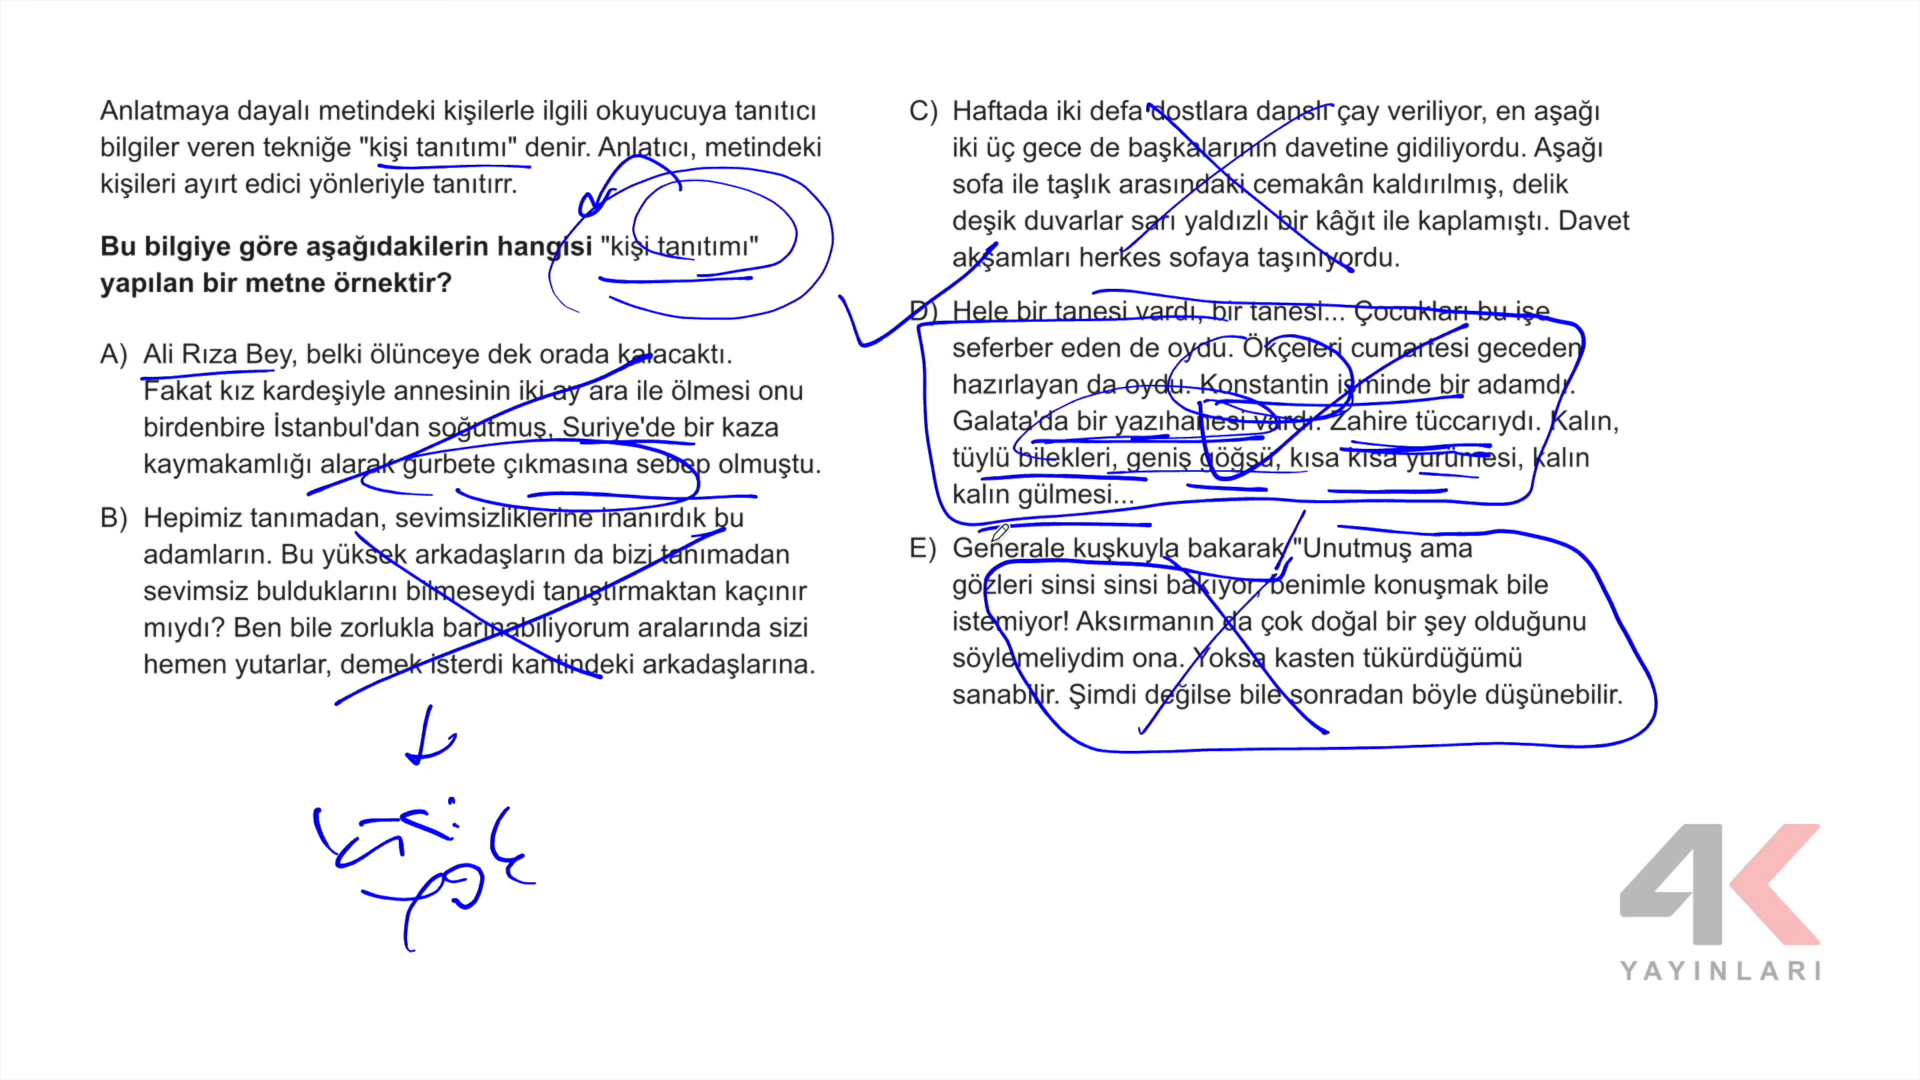 Anlatmaya dayalı metindeki kişilerle ilgili okuyucuya tanıtıcı
bilgiler veren tekniğe "kişi tanıtımı" denir. Anlatıcı, metindeki
kişileri ayırt edici yönleriyle tanıtırr.
Bu bilgiye göre aşağıdakilerin hangisi "kişi tanıtımı"
yapılan bir metne örnektir?
A) Ali Rıza Bey, belki ölünceye dek orada kalacaktı.
Fakat kız kardeşiyle annesinin iki ay ara ile ölmesi onu
birdenbire İstanbul'dan soğutmuş, Suriye'de bir kaza
kaymakamlığı alarak gurbete çıkmasına sebep olmuştu.
B) Hepimiz tanımadan, sevimsizliklerine inanırdık bu
adamların. Bu yüksek arkadaşların da bizi tanımadan
sevimsiz bulduklarını bilmeseydi tanıştırmaktan kaçınır
mıydı? Ben bile zorlukla barınabiliyorum aralarında sizi
hemen yutarlar, demek isterdi kantindeki arkadaşlarına.
kişi
yok
C) Haftada iki defa dostlara danslı çay veriliyor, en aşağı
iki üç gece de başkalarının davetine gidiliyordu. Aşağı
sofa ile taşlık arasındaki cemakân kaldırılmış, delik
deşik duvarlar sarı yaldızlı bir kâğıt ile kaplamıştı. Davet
akşamları herkes sofaya taşınıyordu.
D) Hele bir tanesi vardı, bir tanesi... Çocukları bu işe
seferber eden de oydu. Ökçeleri cumartesi geceden
hazırlayan da oydu. Konstantin isminde bir adamdı.
Galata'da bir yazıhanesi vardı. Zahire tüccarıydı. Kalın,
tüylü bilekleri, geniş göğsü, kısa kısa yürümesi, kalın
kalın gülmesi...
E) Generale kuşkuyla bakarak "Unutmuş ama
gözleri sinsi sinsi bakıyor, benimle konuşmak bile
istemiyor! Aksırmanın da çok doğal bir şey olduğunu
söylemeliydim ona. Yoksa kasten tükürdüğümü
sanabilir. Şimdi değilse bile sonradan böyle düşünebilir.
4K
YAYINLARI